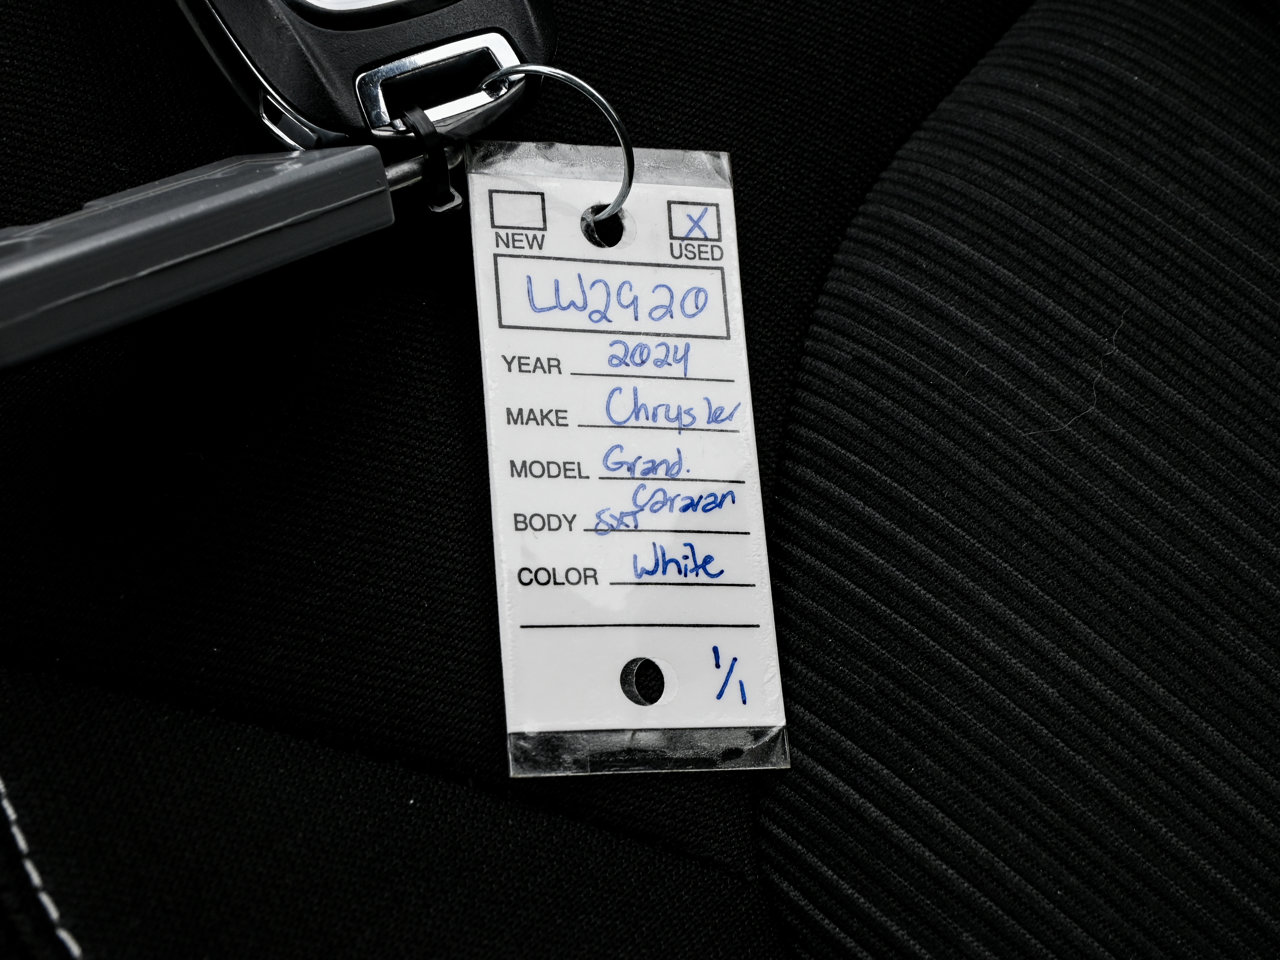 NEW X USED
LW2920
YEAR 2024
MAKE Chrysler
MODEL Grand.
Caravan
BODY SXT
COLOR White
1/1